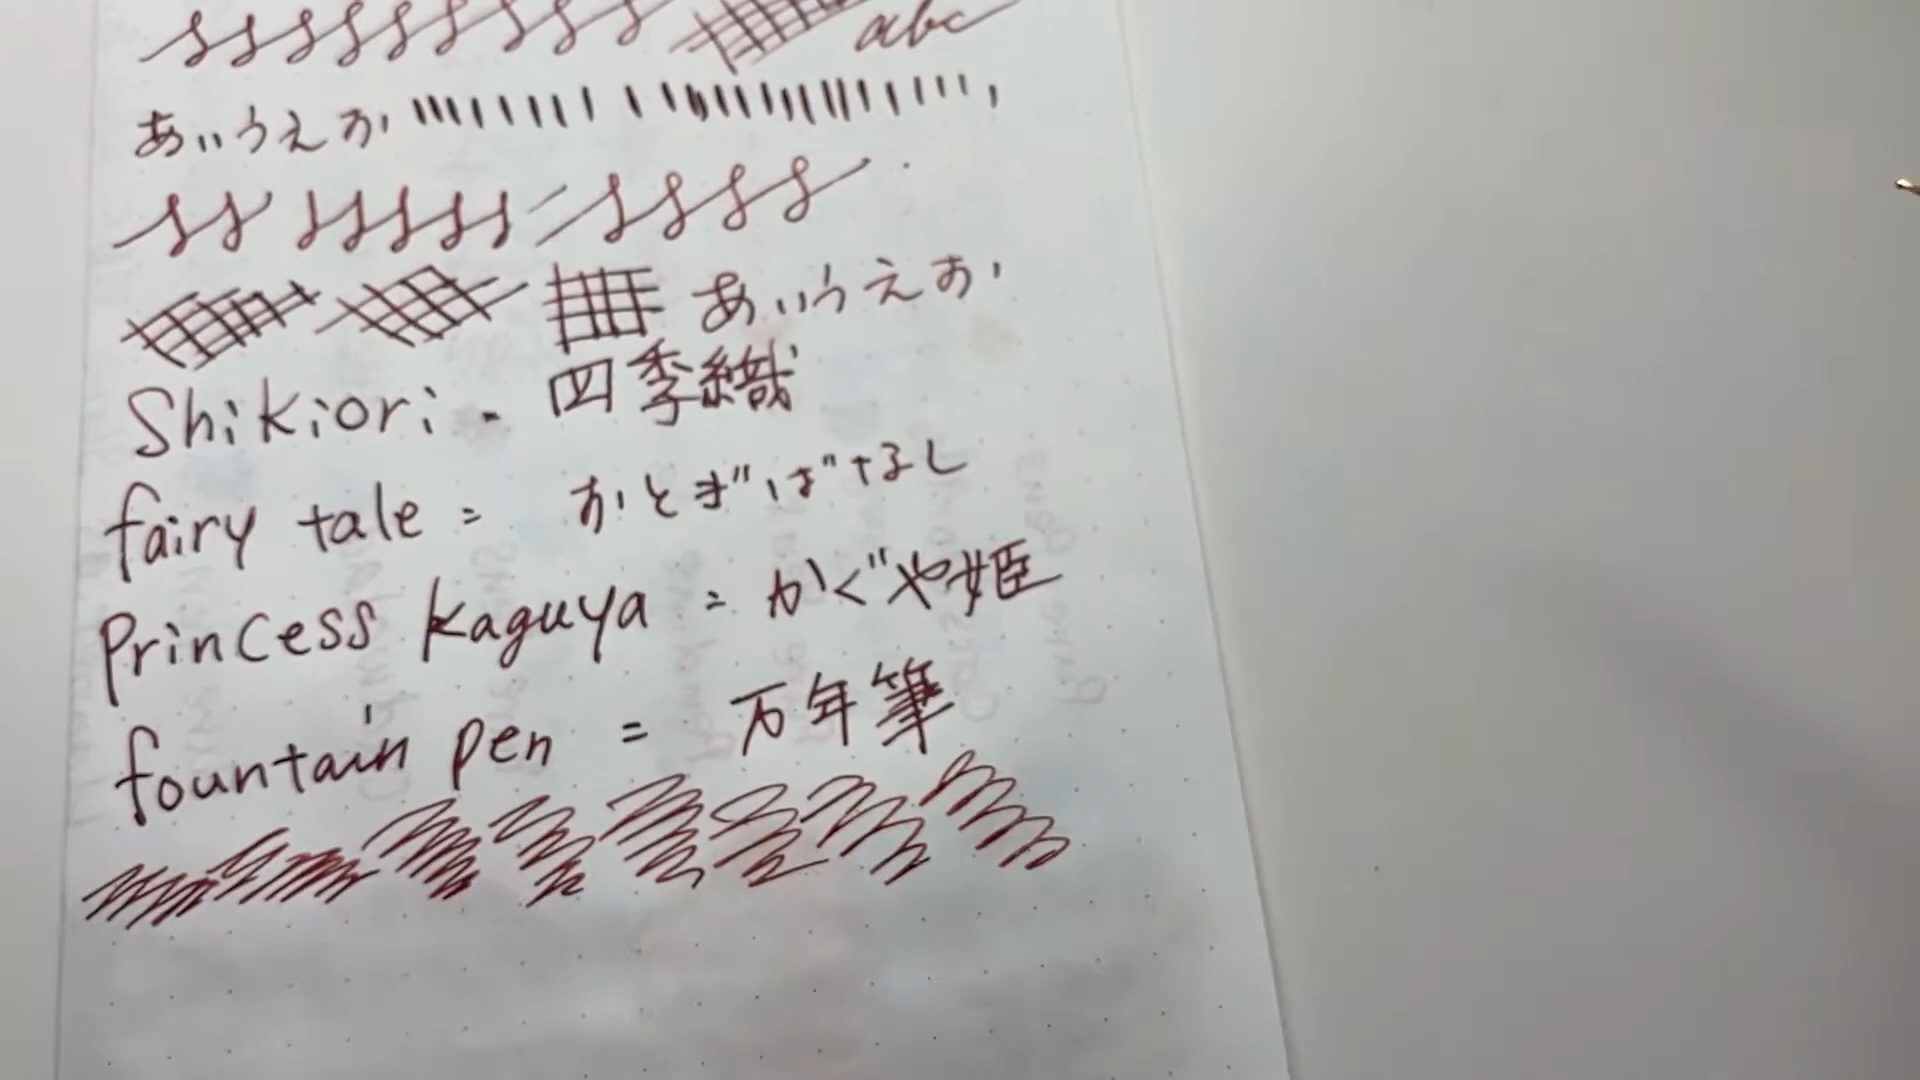 abc
あいうえお
あいうえお
Shikiori. 四季織
fairy tale = おとぎばなし
Princess Kaguya = かぐや姫
fountain pen = 万年筆